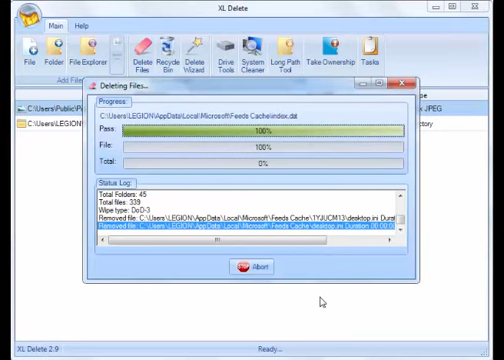 XL Delete
Main Help
File Folder File Explorer Delete Files Recycle Bin Delete Wizard Drive Tools System Cleaner Long Path Tool Take Ownership Tasks
Add Files
C:\Users\Public\P
JPEG
C:\Users\LEGION\
Deleting Files...
Progress:
C:\Users\LEGION\AppData\Local\Microsoft\Feeds Cache\index.dat
Pass: 100%
File: 100%
Total: 0%
Status Log:
Total Folders: 45
Total files: 339
Wipe type: DoD-3
Removed file: C:\Users\LEGION\AppData\Local\Microsoft\Feeds Cache\1YJUCM13\desktop.ini Durat
Removed file: C:\Users\LEGION\AppData\Local\Microsoft\Feeds Cache\desktop.ini Duration (00:00:0
Abort
XL Delete 2.9 Ready...